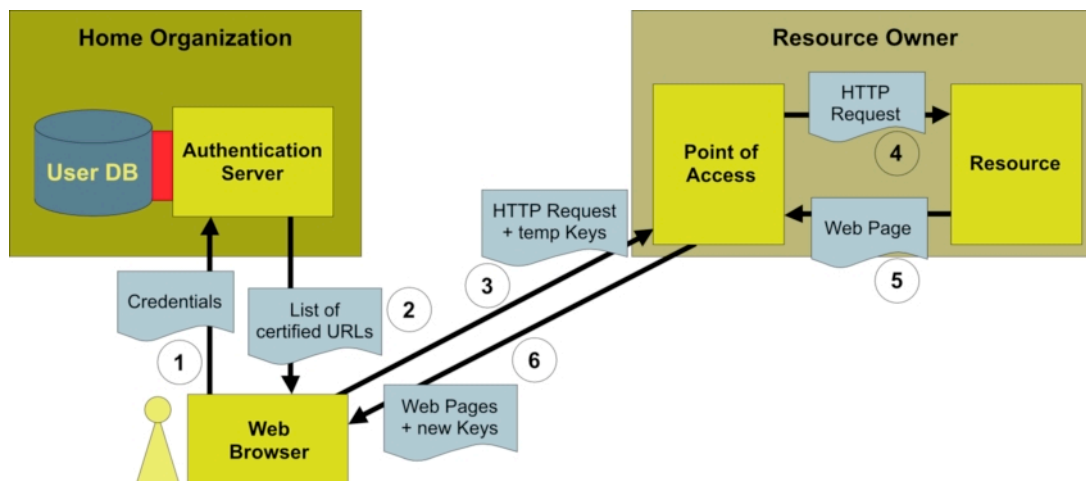 Home Organization
User DB
Authentication
Server
Resource Owner
Point of
Access
HTTP
Request
4
Resource
Web Page
5
HTTP Request
+ temp Keys
3
Credentials
1
List of
certified URLs
2
6
Web Pages
+ new Keys
Web
Browser